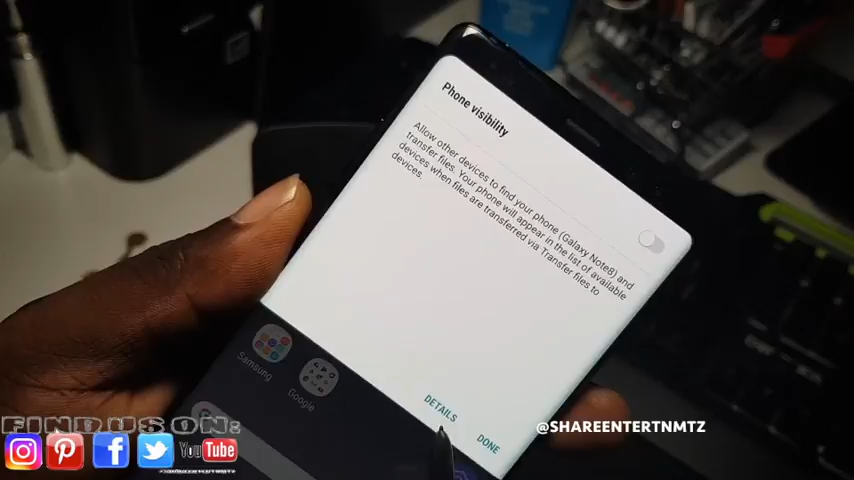 Phone visibility
Allow other devices to find your phone (Galaxy Note8) and
transfer files. Your phone will appear in the list of available
devices when files are transferred via Transfer files to
devices.
Samsung
Google
DETAILS
DONE
FIND US ON:
@SHAREENTERTNMTZ
YouTube